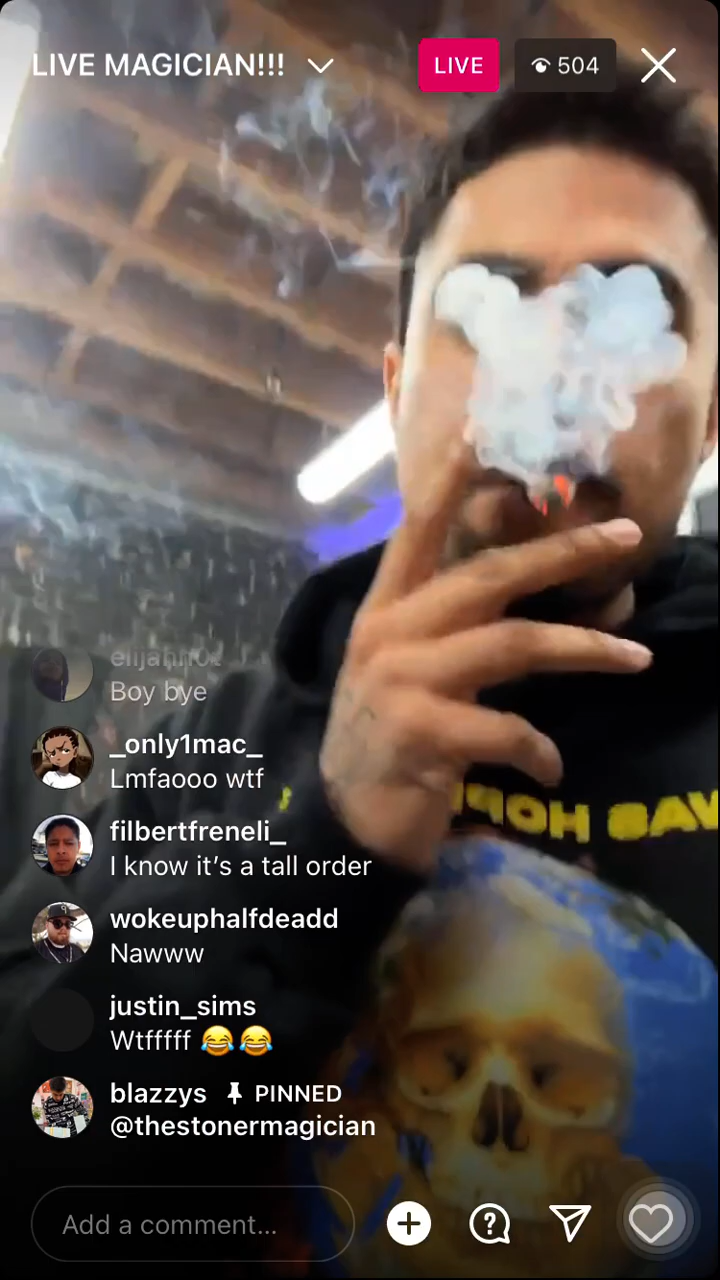 LIVE MAGICIAN!!!
LIVE
504
Boy bye
_only1mac_
Lmfaooo wtf
filbertfreneli_
I know it’s a tall order
wokeuphalfdeadd
Nawww
justin_sims
Wtfffff 😂😂
blazzys PINNED
@thestonermagician
Add a comment...